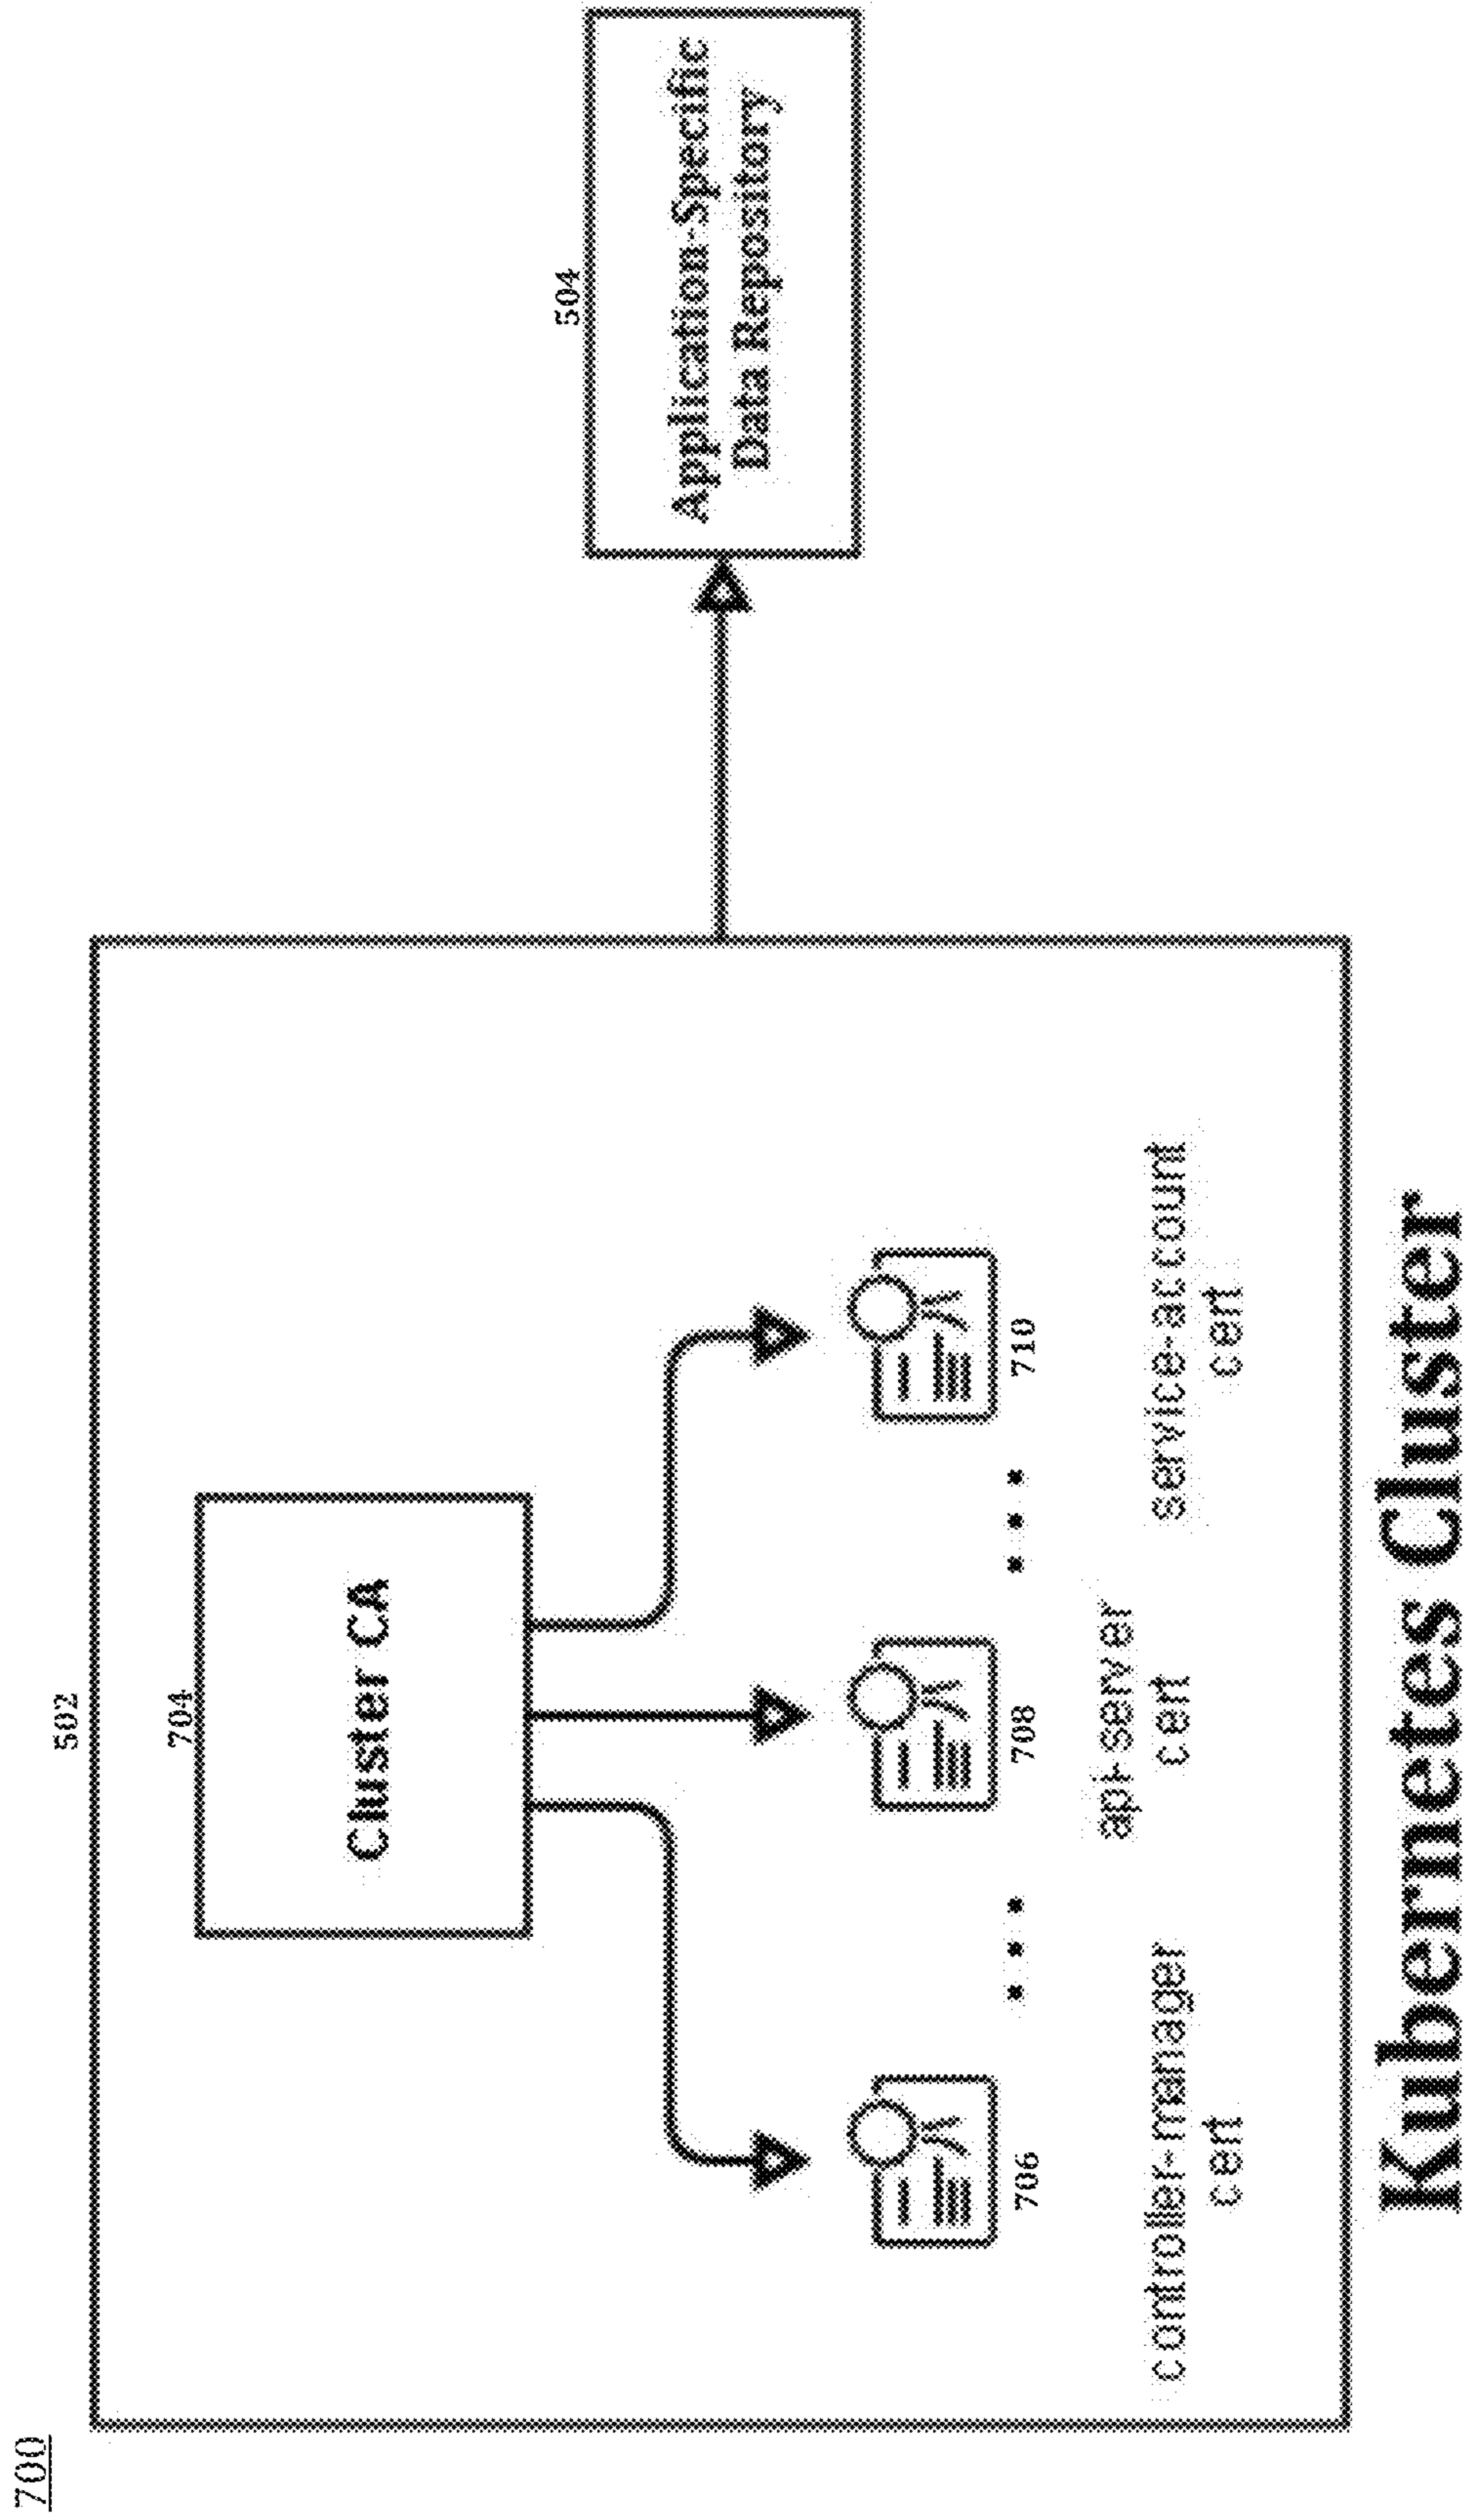 700
502
704
Cluster CA
706
708
710
controller-manager
cert
api-server
cert
service-account
cert
Kubernetes Cluster
504
Application-Specific
Data Repository